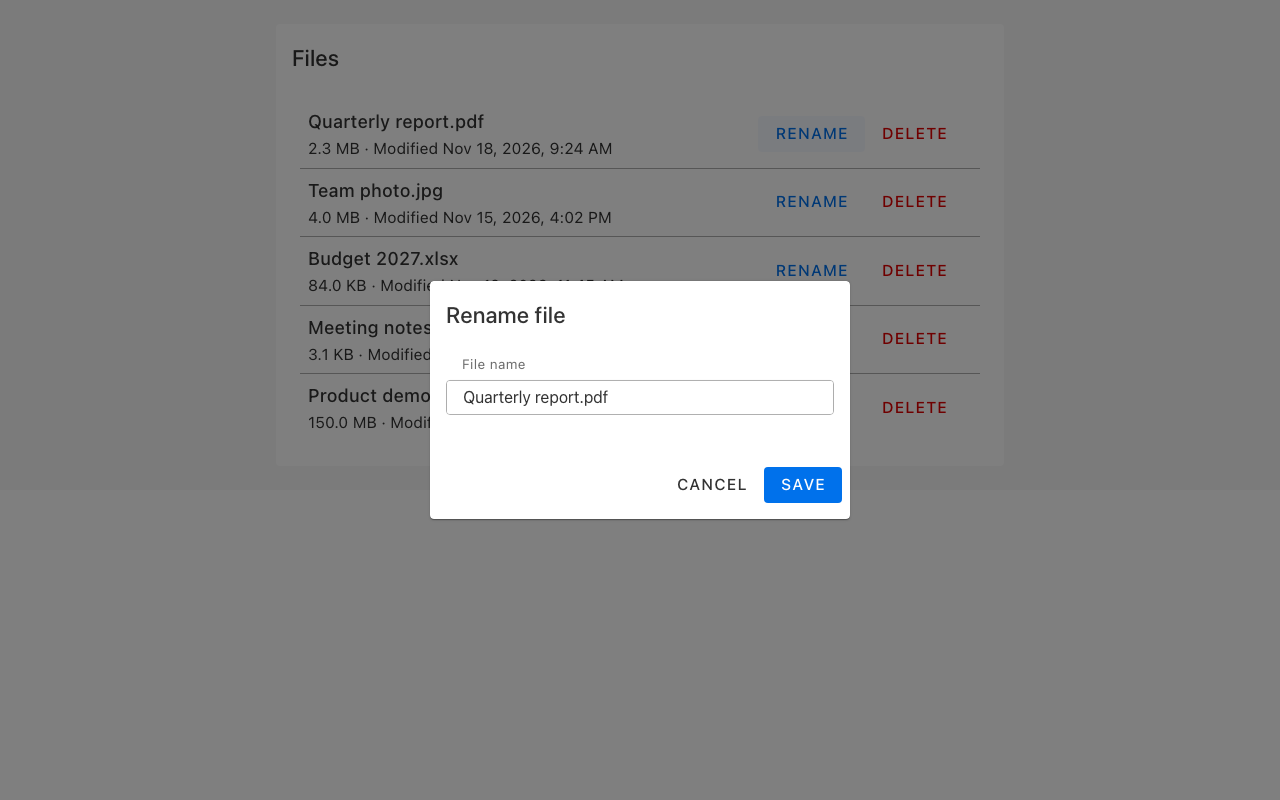 Files
Quarterly report.pdf
RENAME DELETE
2.3 MB · Modified Nov 18, 2026, 9:24 AM
Team photo.jpg
RENAME DELETE
4.0 MB · Modified Nov 15, 2026, 4:02 PM
Budget 2027.xlsx
RENAME DELETE
84.0 KB
Meeting notes
DELETE
3.1 KB · Modified
Product demo
DELETE
150.0 MB
Rename file
File name
Quarterly report.pdf
CANCEL SAVE